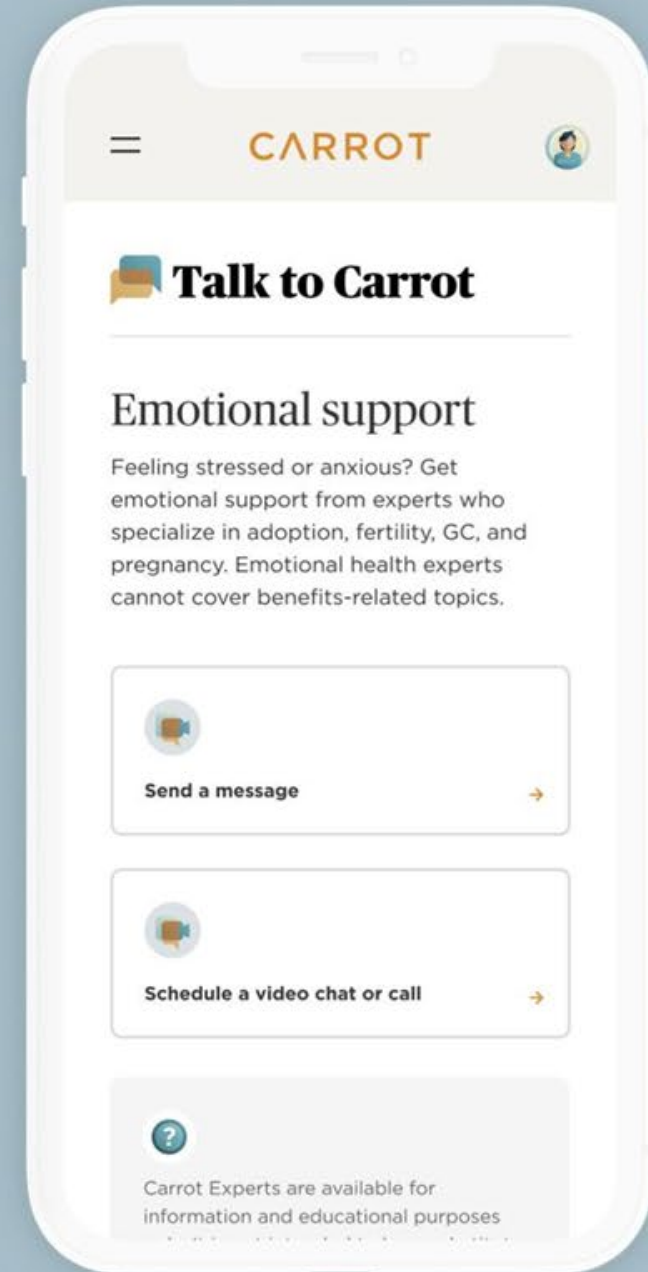 CARROT
Talk to Carrot
Emotional support
Feeling stressed or anxious? Get
emotional support from experts who
specialize in adoption, fertility, GC, and
pregnancy. Emotional health experts
cannot cover benefits-related topics.
Send a message →
Schedule a video chat or call →
?
Carrot Experts are available for
information and educational purposes